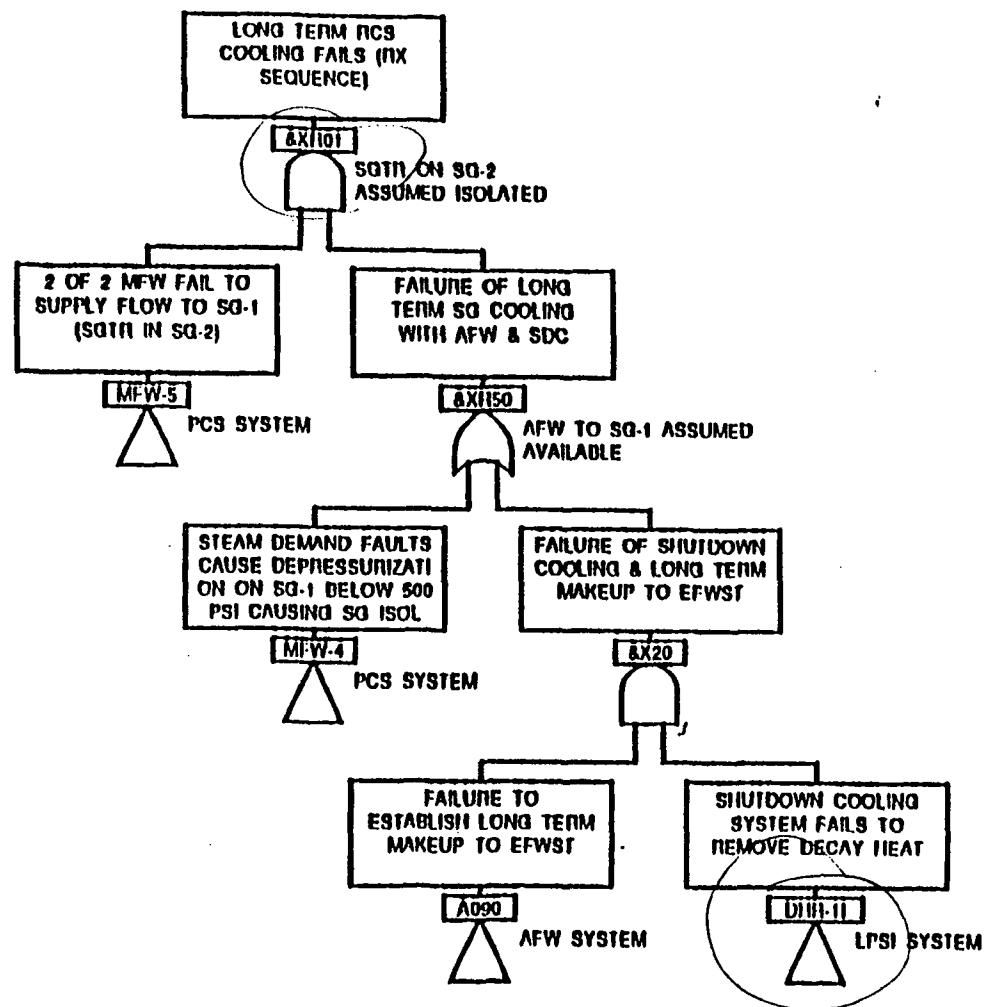 LONG TERM RCS
COOLING FAILS (RX
SEQUENCE)
&XR101
SGTR ON SG-2
ASSUMED ISOLATED
2 OF 2 MFW FAIL TO
SUPPLY FLOW TO SG-1
(SGTR IN SG-2)
MFW-5
PCS SYSTEM
FAILURE OF LONG
TERM SG COOLING
WITH AFW & SDC
&XR50
AFW TO SG-1 ASSUMED
AVAILABLE
STEAM DEMAND FAULTS
CAUSE DEPRESSURIZATI
ON ON SG-1 BELOW 500
PSI CAUSING SG ISOL
MFW-4
PCS SYSTEM
FAILURE OF SHUTDOWN
COOLING & LONG TERM
MAKEUP TO EFWST
&X20
FAILURE TO
ESTABLISH LONG TERM
MAKEUP TO EFWST
A090
AFW SYSTEM
SHUTDOWN COOLING
SYSTEM FAILS TO
REMOVE DECAY HEAT
LPSI SYSTEM